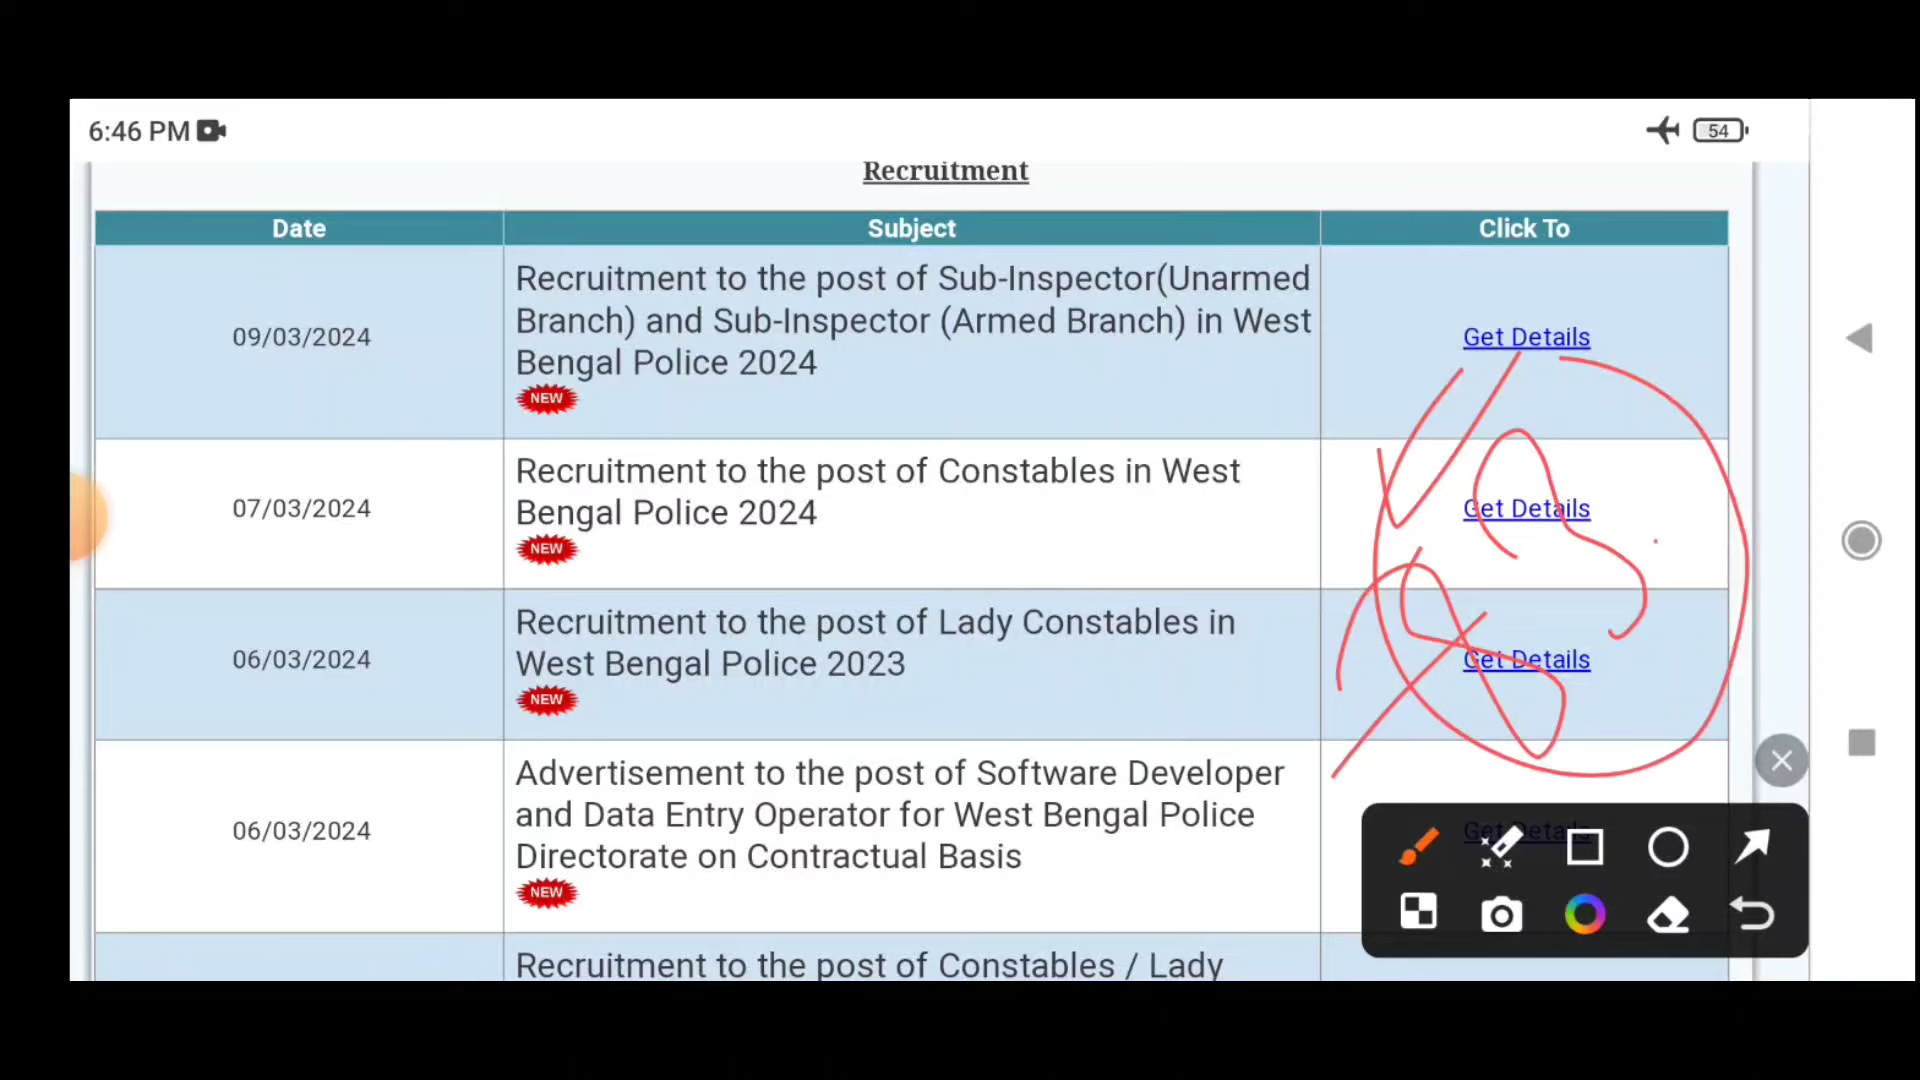 6:46 PM
54
Recruitment
Date Subject Click To
Recruitment to the post of Sub-Inspector(Unarmed
Branch) and Sub-Inspector (Armed Branch) in West
Bengal Police 2024
NEW
09/03/2024
Get Details
Recruitment to the post of Constables in West
Bengal Police 2024
NEW
07/03/2024
Get Details
Recruitment to the post of Lady Constables in
West Bengal Police 2023
NEW
06/03/2024
Get Details
Advertisement to the post of Software Developer
and Data Entry Operator for West Bengal Police
Directorate on Contractual Basis
NEW
06/03/2024
Get Details
Recruitment to the post of Constables / Lady